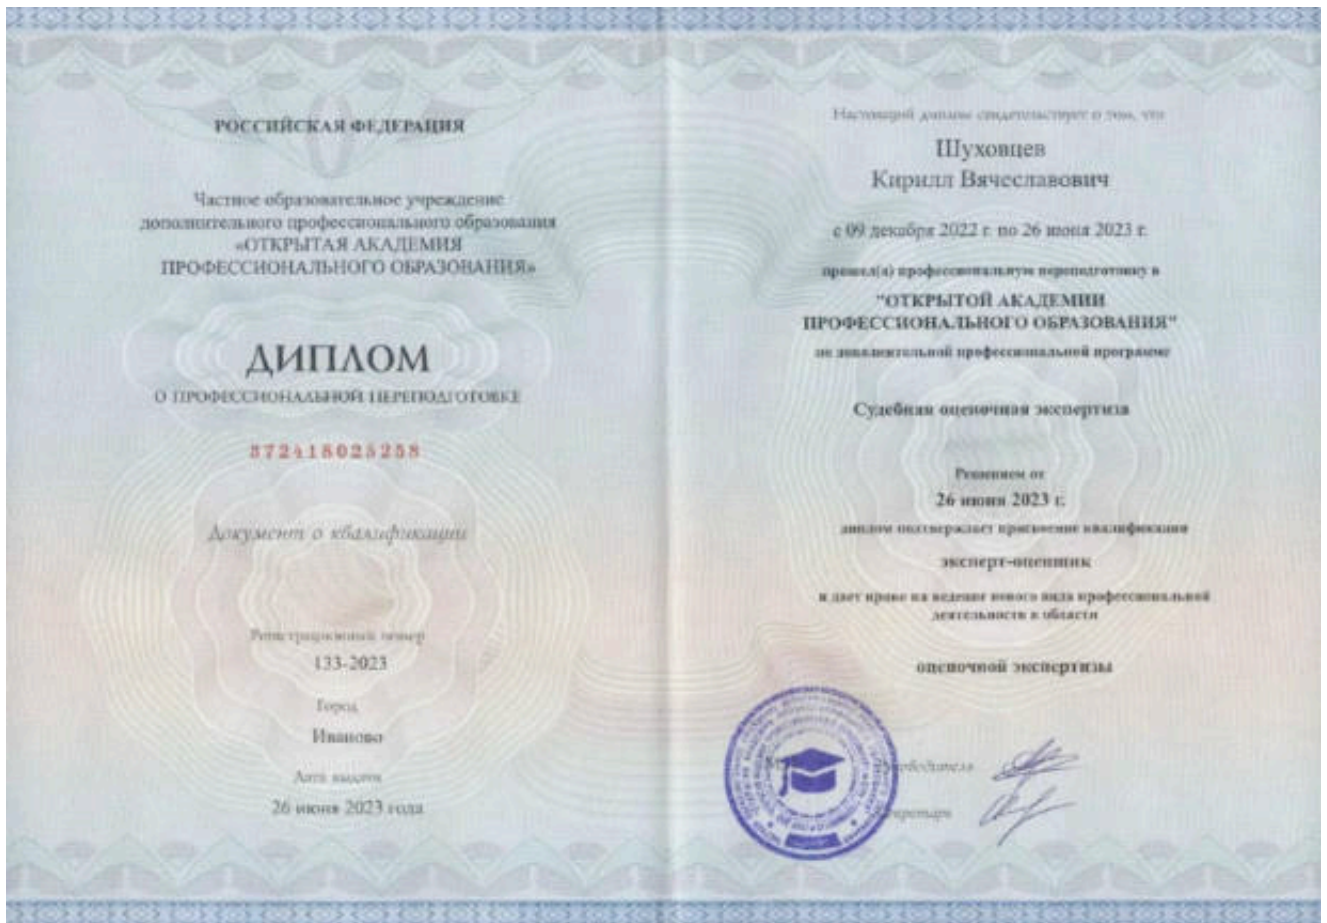 РОССИЙСКАЯ ФЕДЕРАЦИЯ
Частное образовательное учреждение
дополнительного профессионального образования
«ОТКРЫТАЯ АКАДЕМИЯ
ПРОФЕССИОНАЛЬНОГО ОБРАЗОВАНИЯ»
ДИПЛОМ
О ПРОФЕССИОНАЛЬНОЙ ПЕРЕПОДГОТОВКЕ
372418025258
Документ о квалификации
Регистрационный номер
133-2023
Город
Иваново
Дата выдачи
26 июня 2023 года
Настоящий диплом свидетельствует о том, что
Шуховцев
Кирилл Вячеславович
с 09 декабря 2022 г. по 26 июня 2023 г.
прошел(а) профессиональную переподготовку в
"ОТКРЫТОЙ АКАДЕМИИ
ПРОФЕССИОНАЛЬНОГО ОБРАЗОВАНИЯ"
по дополнительной профессиональной программе
Судебная оценочная экспертиза
Решением от
26 июня 2023 г.
диплом подтверждает присвоение квалификации
эксперт-оценщик
и дает право на ведение нового вида профессиональной
деятельности в области
оценочной экспертизы
Руководитель
Секретарь